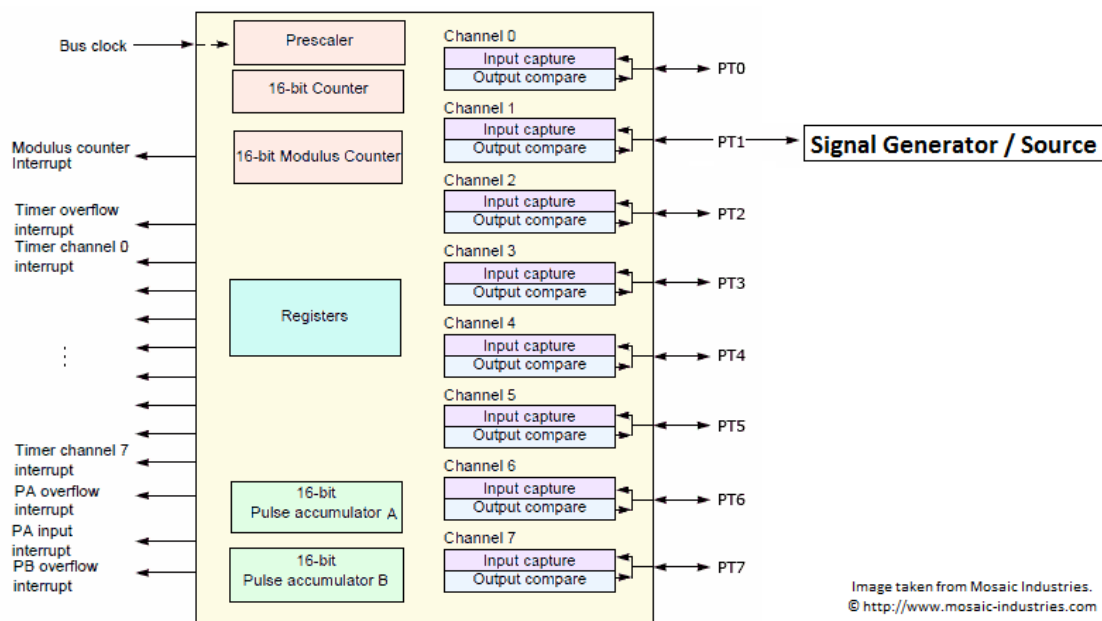 Bus clock
Modulus counter
Interrupt
Timer overflow
interrupt
Timer channel 0
interrupt
Timer channel 7
interrupt
PA overflow
interrupt
PA input
interrupt
PB overflow
interrupt
Prescaler
16-bit Counter
16-bit Modulus Counter
Registers
16-bit
Pulse accumulator A
16-bit
Pulse accumulator B
Channel 0
Input capture
Output compare
PT0
Channel 1
Input capture
Output compare
PT1
Signal Generator / Source
Channel 2
Input capture
Output compare
PT2
Channel 3
Input capture
Output compare
PT3
Channel 4
Input capture
Output compare
PT4
Channel 5
Input capture
Output compare
PT5
Channel 6
Input capture
Output compare
PT6
Channel 7
Input capture
Output compare
PT7
Image taken from Mosaic Industries.
© http://www.mosaic-industries.com